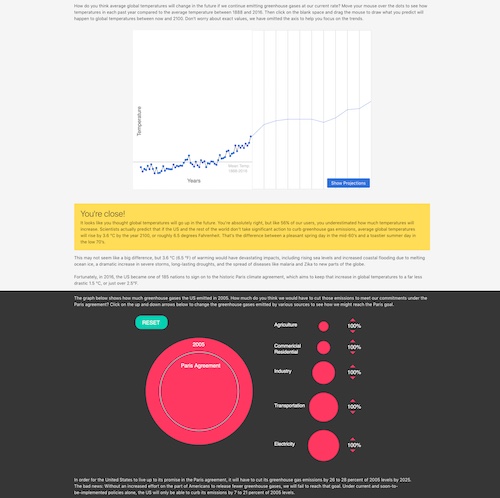 How do you think average global temperatures will change in the future if we continue emitting greenhouse gases at our current rate? Move your mouse over the dots to see how
temperatures in each past year compared to the average temperature between 1888 and 2016. Then click on the blank space and drag the mouse to draw what you predict will
happen to global temperatures between now and 2100. Don't worry about exact values, we have omitted the axis to help you focus on the trends.
Temperature
Mean Temp
Years
Show Projections
You're close!
It looks like you thought global temperatures will go up in the future. You're absolutely right, but like 56% of our users, you underestimated how much temperatures will
increase. Scientists actually predict that if the US and the rest of the world don't take significant action to curb greenhouse gas emissions, average global temperatures
will rise by 3.6 °C by the year 2100, or roughly 6.5 degrees Fahrenheit. That's the difference between a pleasant spring day in the mid-60's and a toastier summer day in
the low 70's.
This may not seem like a big difference, but 3.6 °C (6.5 °F) of warming would have devastating impacts, including rising sea levels and increased coastal flooding due to melting
ocean ice, a dramatic increase in severe storms, long-lasting droughts, and the spread of diseases like malaria and Zika to new parts of the globe.
Fortunately, in 2016, the US became one of 195 nations to sign on to the historic Paris climate agreement, which aims to keep that increase in global temperatures to a far less
drastic 1.5 °C, or just over 2.5°F.
The graph below shows how much greenhouse gases the US emitted in 2005. How much do you think we would have to cut those emissions to meet our commitments under the
Paris agreement? Click on the up and down arrows below to change the greenhouse gases emitted by various sources to see how we might reach the Paris goal.
RESET
2005
Paris Agreement
Agriculture
100%
Commericial
Residential
100%
Industry
100%
Transportation
100%
Electricity
100%
In order for the United States to live up to its promise in the Paris agreement, it will have to cut its greenhouse gas emissions by 26 to 28 percent of 2005 levels by 2025.
The bad news: Without an increased effort on the part of Americans to release fewer greenhouse gases, we will fail to reach that goal. Under current and soon-to-
be-implemented policies alone, the US will only be able to curb its emissions by 7 to 21 percent of 2005 levels.